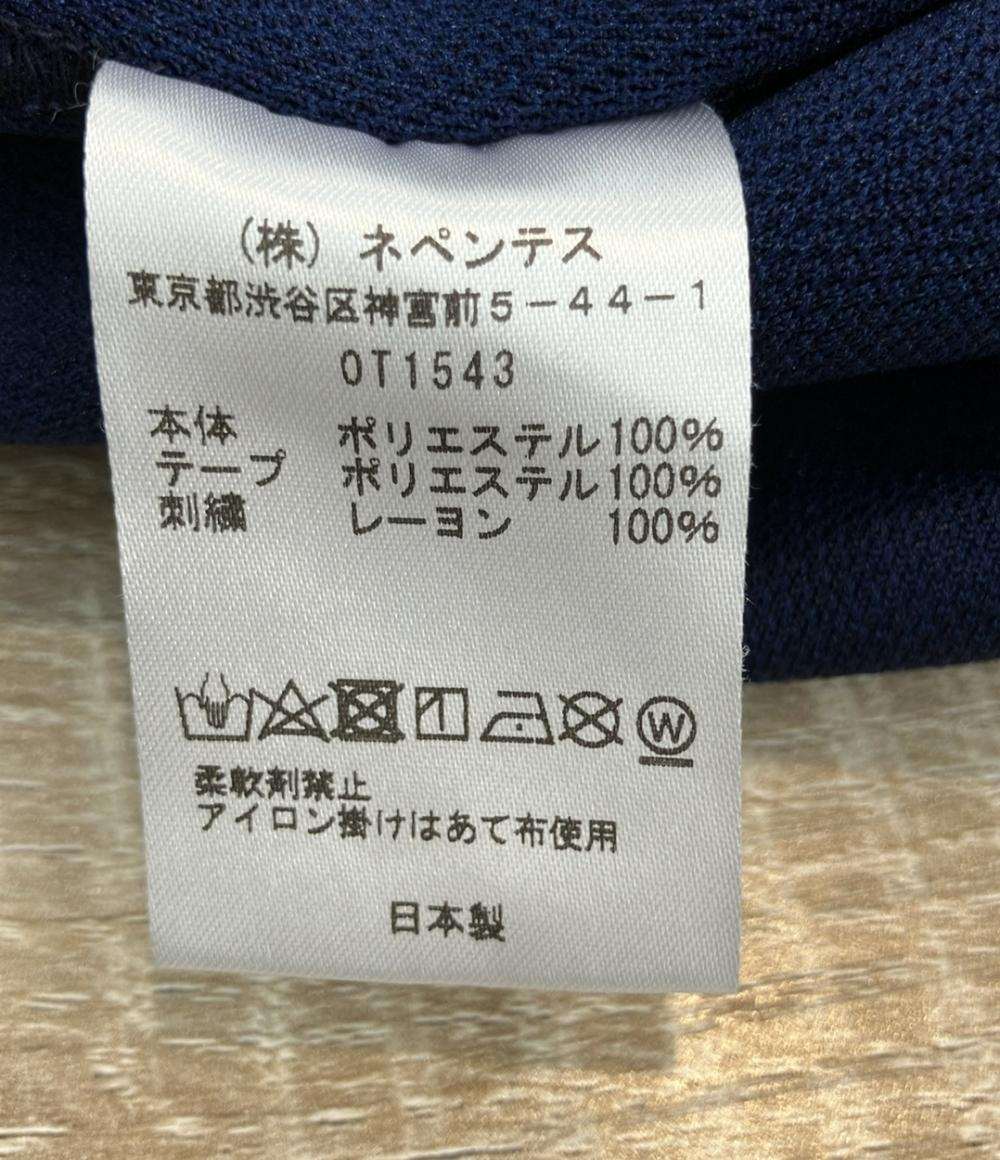 (株) ネペンテス
東京都渋谷区神宮前5-44-1
OT1543
本体 ポリエステル100%
テープ ポリエステル100%
刺繍 レーヨン 100%
W
柔軟剤禁止
アイロン掛けはあて布使用
日本製